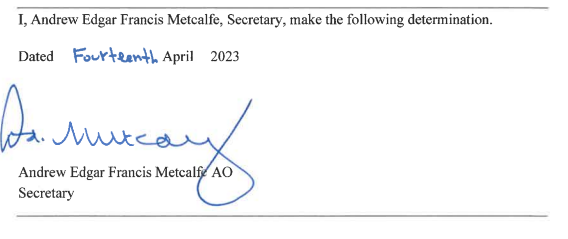 I, Andrew Edgar Francis Metcalfe, Secretary, make the following determination.
Dated Fourteenth April 2023
Andrew Edgar Francis Metcalfe AO
Secretary